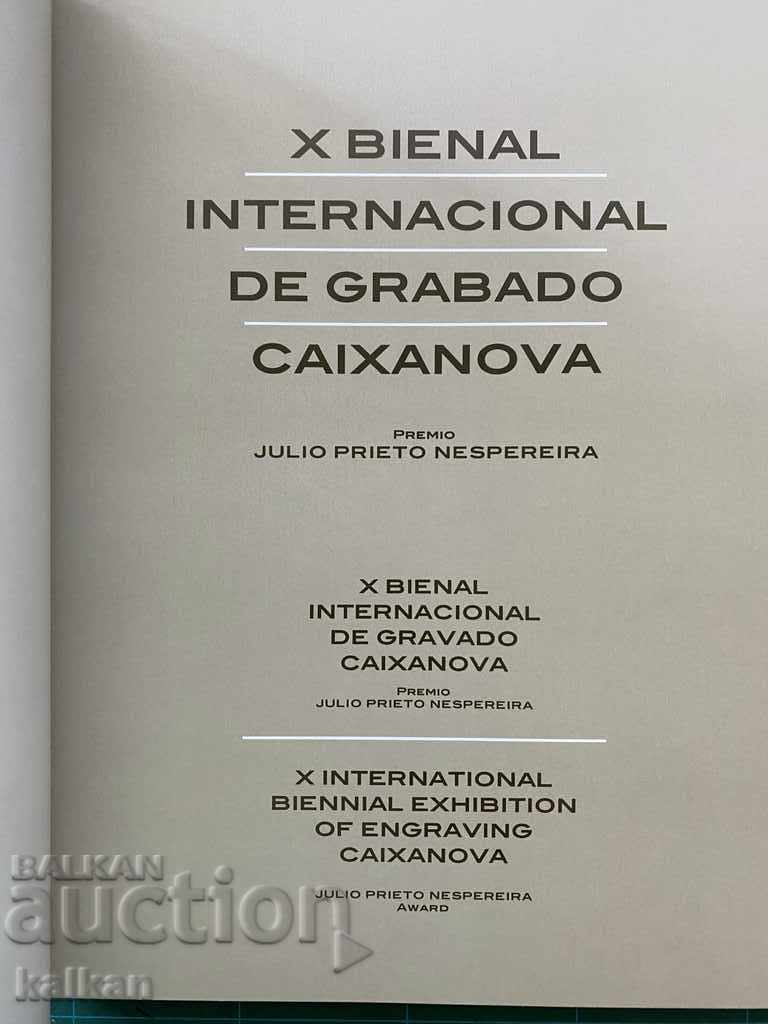 X BIENAL
INTERNACIONAL
DE GRABADO
CAIXANOVA
PREMIO
JULIO PRIETO NESPEREIRA
X BIENAL
INTERNACIONAL
DE GRAVADO
CAIXANOVA
PREMIO
JULIO PRIETO NESPEREIRA
X INTERNATIONAL
BIENNIAL EXHIBITION
OF ENGRAVING
CAIXANOVA
JULIO PRIETO NESPEREIRA
AWARD
BALKAN
auction
kalkan